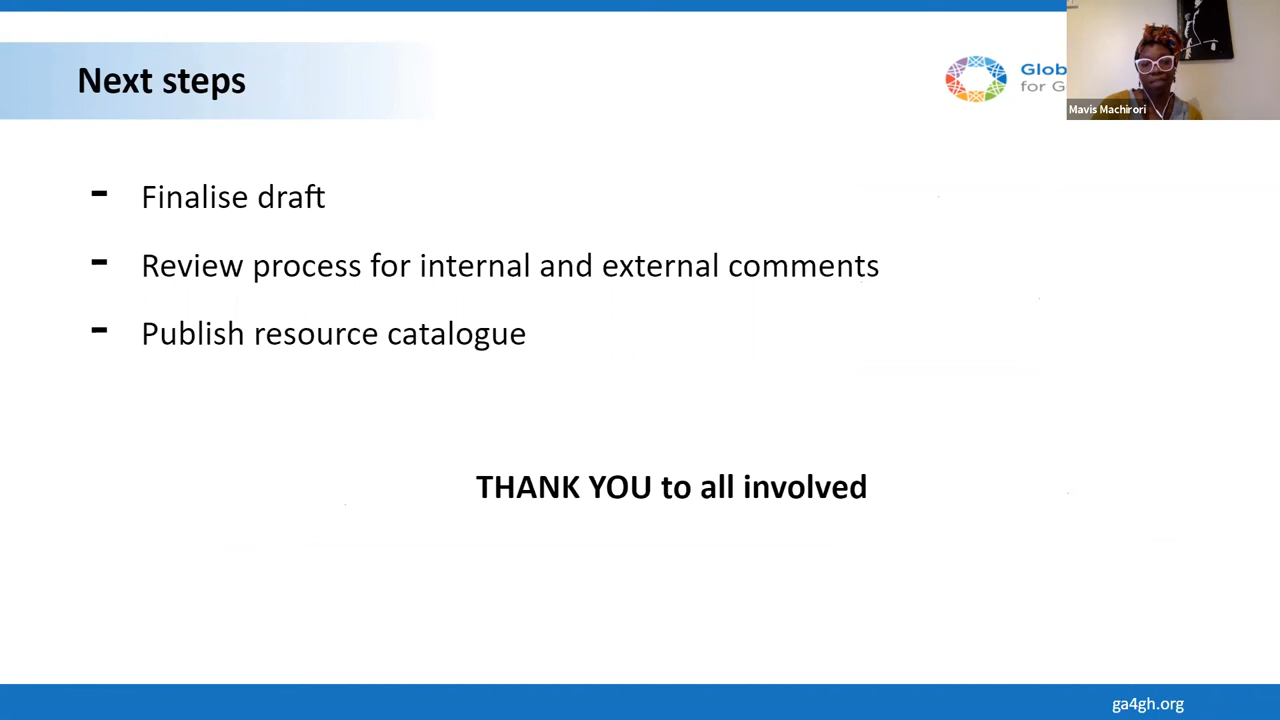 Next steps
Glob
for G
Mavis Machirori
- Finalise draft
- Review process for internal and external comments
- Publish resource catalogue
THANK YOU to all involved
ga4gh.org